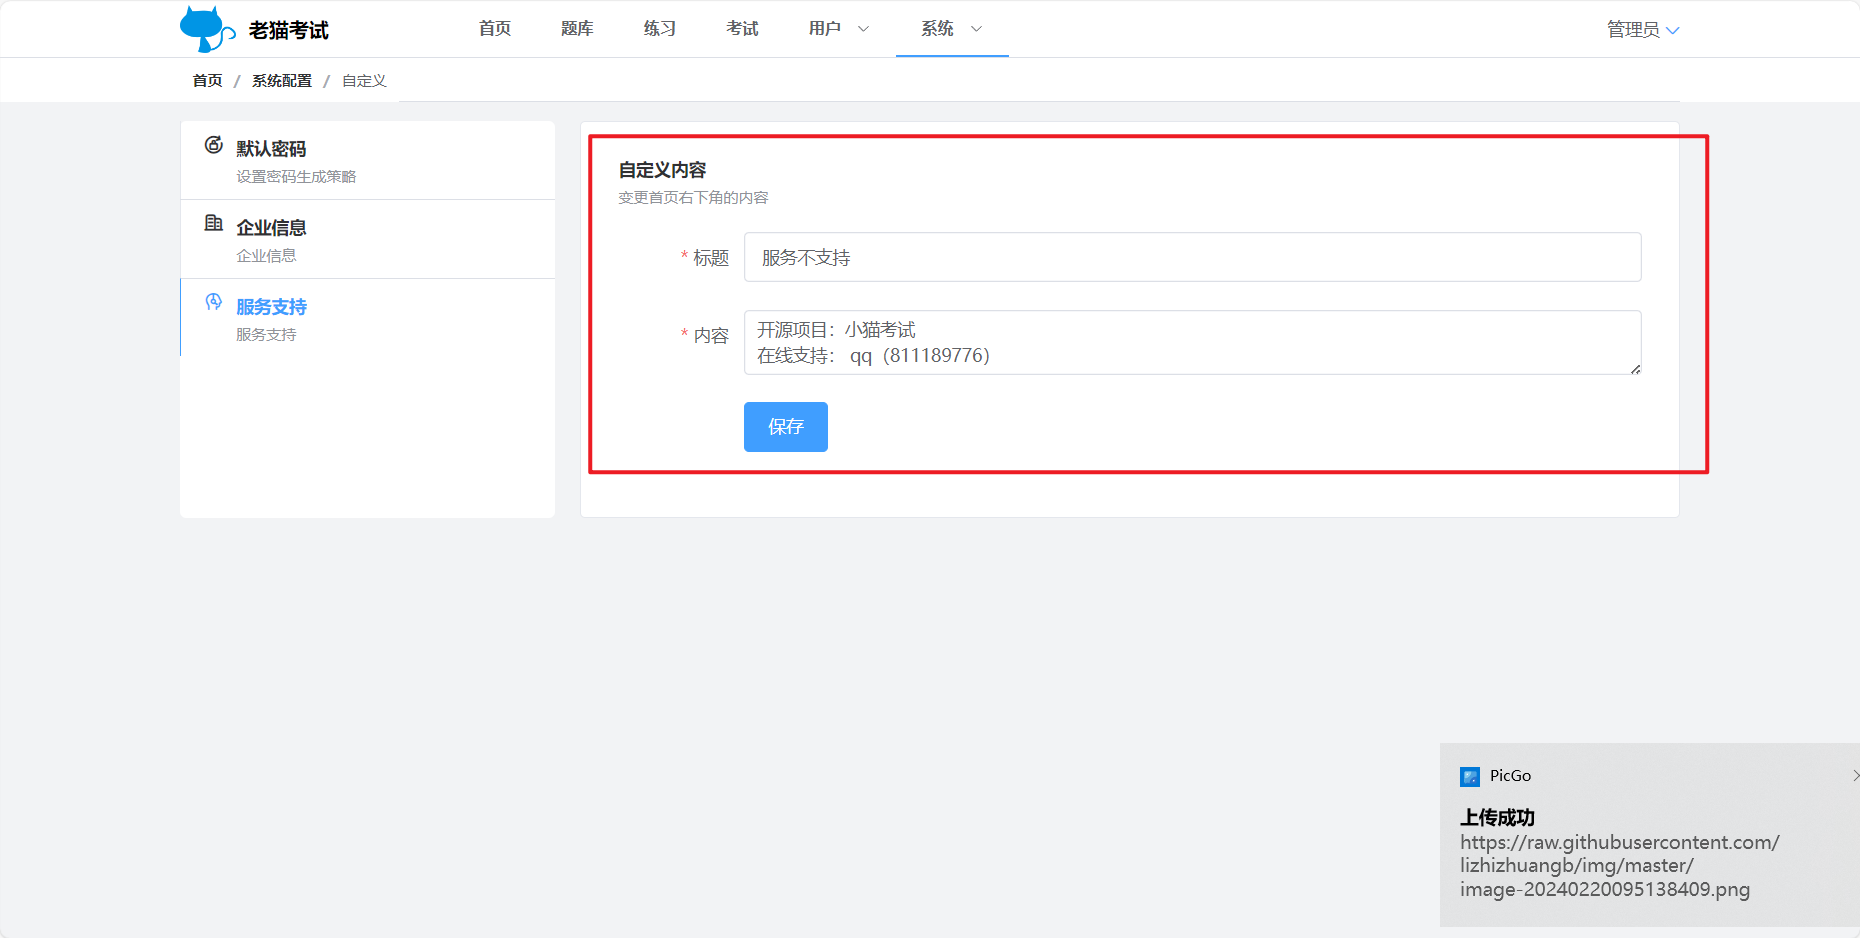 老猫考试
首页 题库 练习 考试 用户 系统
管理员
首页 / 系统配置 / 自定义
默认密码
设置密码生成策略
企业信息
企业信息
服务支持
服务支持
自定义内容
变更首页右下角的内容
* 标题 服务不支持
* 内容 开源项目：小猫考试
在线支持： qq（811189776）
保存
PicGo
上传成功
https://raw.githubusercontent.com/
lizhizhuangb/img/master/
image-20240220095138409.png